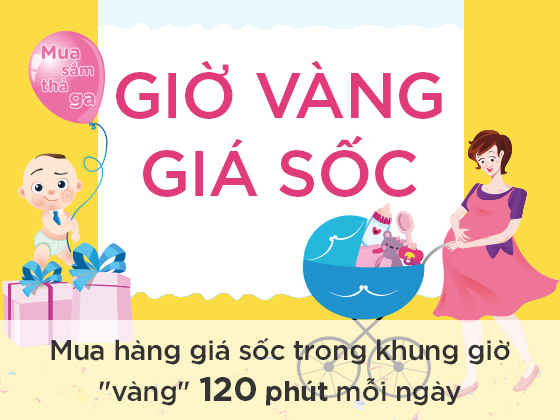 Mua
sắm
thả
ga
GIỜ VÀNG
GIÁ SỐC
Mua hàng giá sốc trong khung giờ
"vàng" 120 phút mỗi ngày